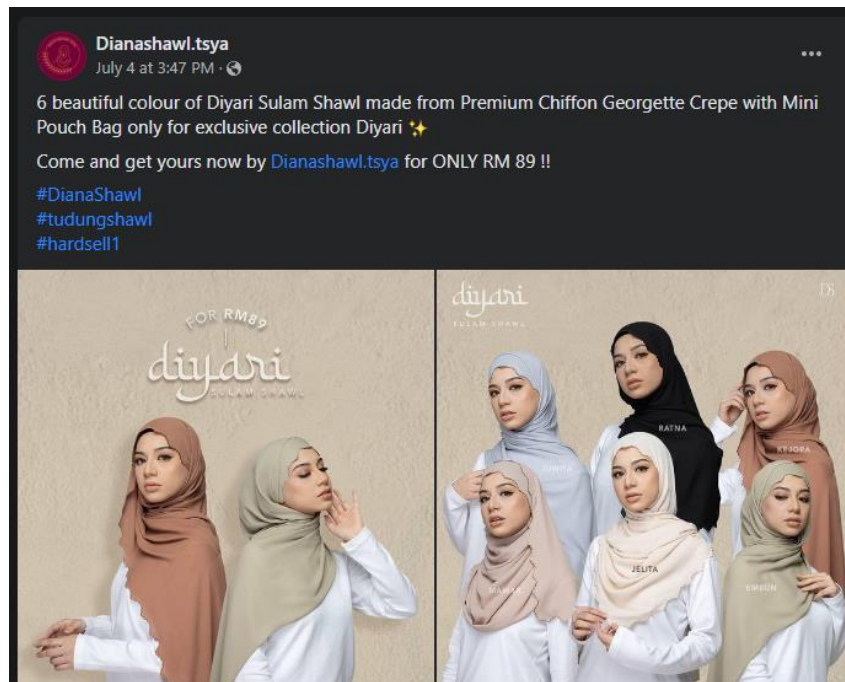 Dianashawl.tsya
July 4 at 3:47 PM ·
6 beautiful colour of Diyari Sulam Shawl made from Premium Chiffon Georgette Crepe with Mini
Pouch Bag only for exclusive collection Diyari ✨
Come and get yours now by Dianashawl.tsya for ONLY RM 89 !!
#DianaShawl
#tudungshawl
#hardsell1
FOR RM89
diyari
SULAM SHAWL
diyari
SULAM SHAWL
DS
RATNA
KEJORA
JELITA
EMBUN